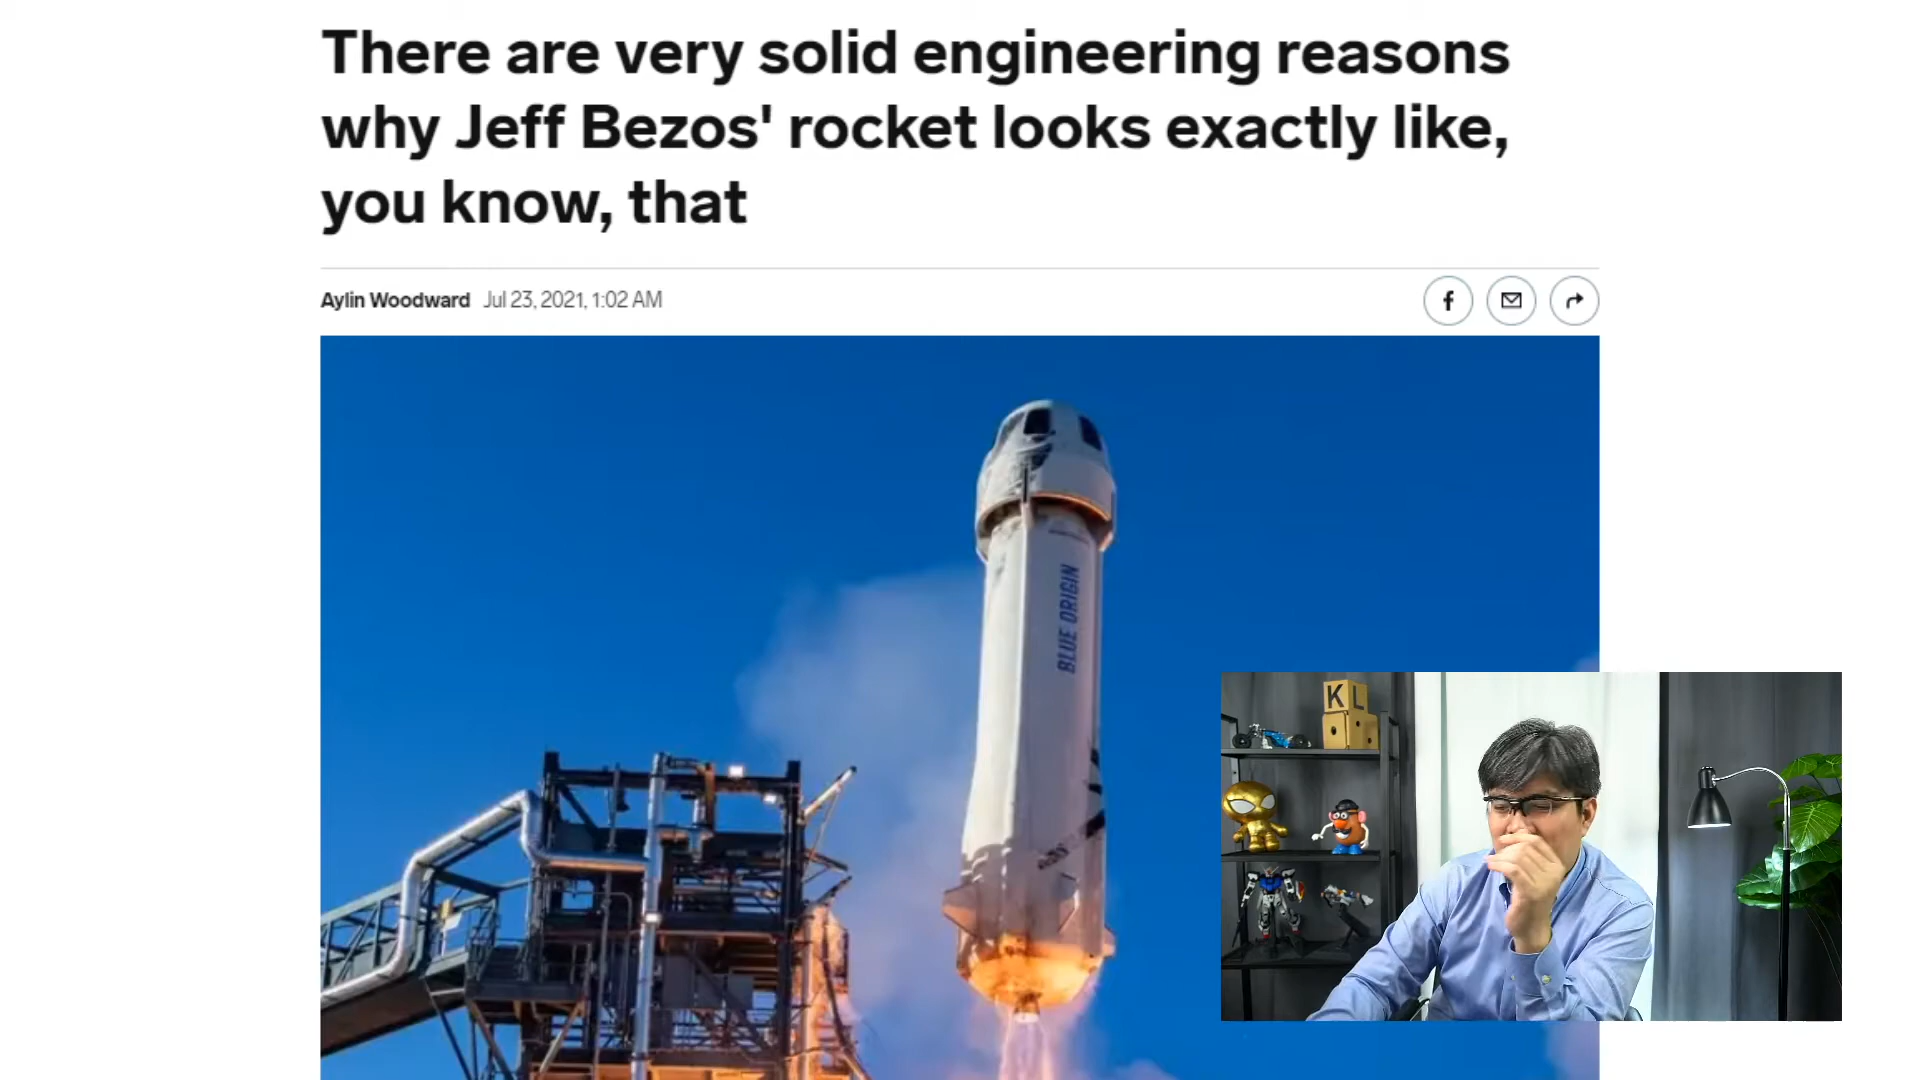 There are very solid engineering reasons
why Jeff Bezos' rocket looks exactly like,
you know, that
Aylin Woodward Jul 23, 2021, 1:02 AM
BLUE ORIGIN
K L